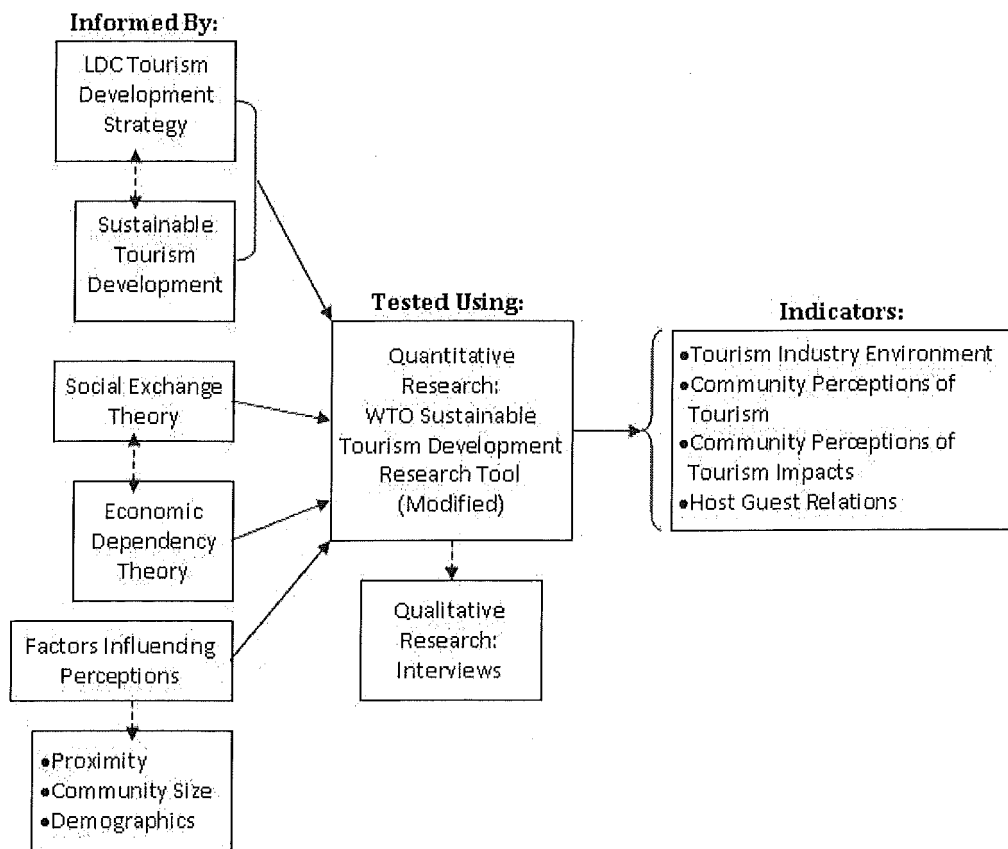 Informed By:
LDC Tourism
Development
Strategy
Sustainable
Tourism
Development
Social Exchange
Theory
Economic
Dependency
Theory
Factors Influencing
Perceptions
•Proximity
•Community Size
•Demographics
Tested Using:
Quantitative
Research:
WTO Sustainable
Tourism Development
Research Tool
(Modified)
Qualitative
Research:
Interviews
Indicators:
•Tourism Industry Environment
•Community Perceptions of
Tourism
•Community Perceptions of
Tourism Impacts
•Host Guest Relations